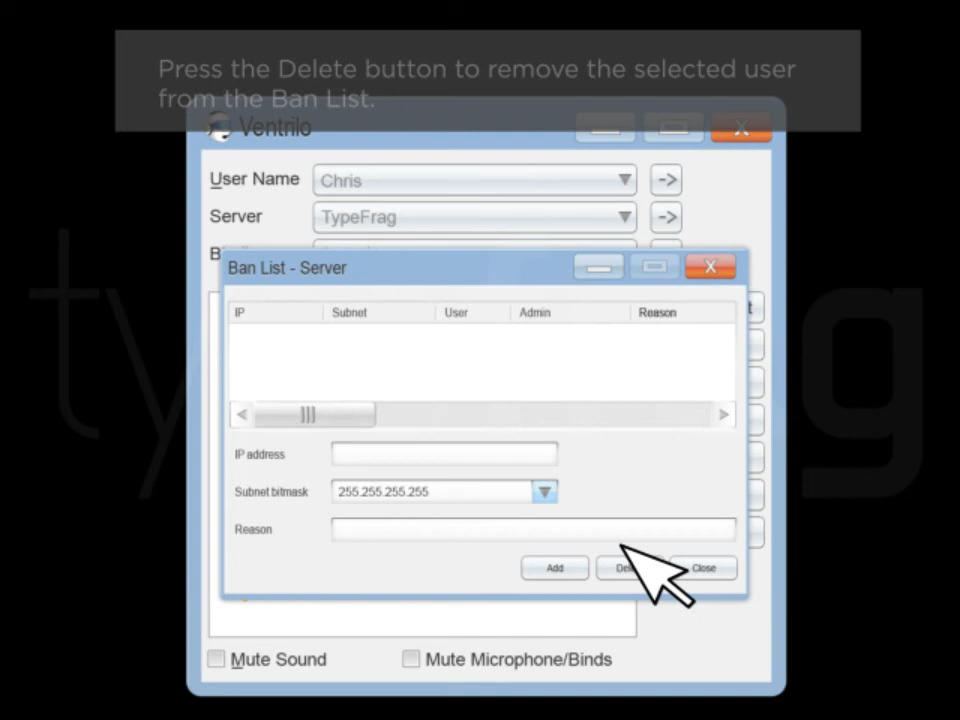 Press the Delete button to remove the selected user
from the Ban List.
Ventrilo
User Name Chris ->
Server TypeFrag ->
Ban List - Server X
IP Subnet User Admin Reason
IP address
Subnet bitmask 255.255.255.255
Reason
Add Close
Mute Sound Mute Microphone/Binds